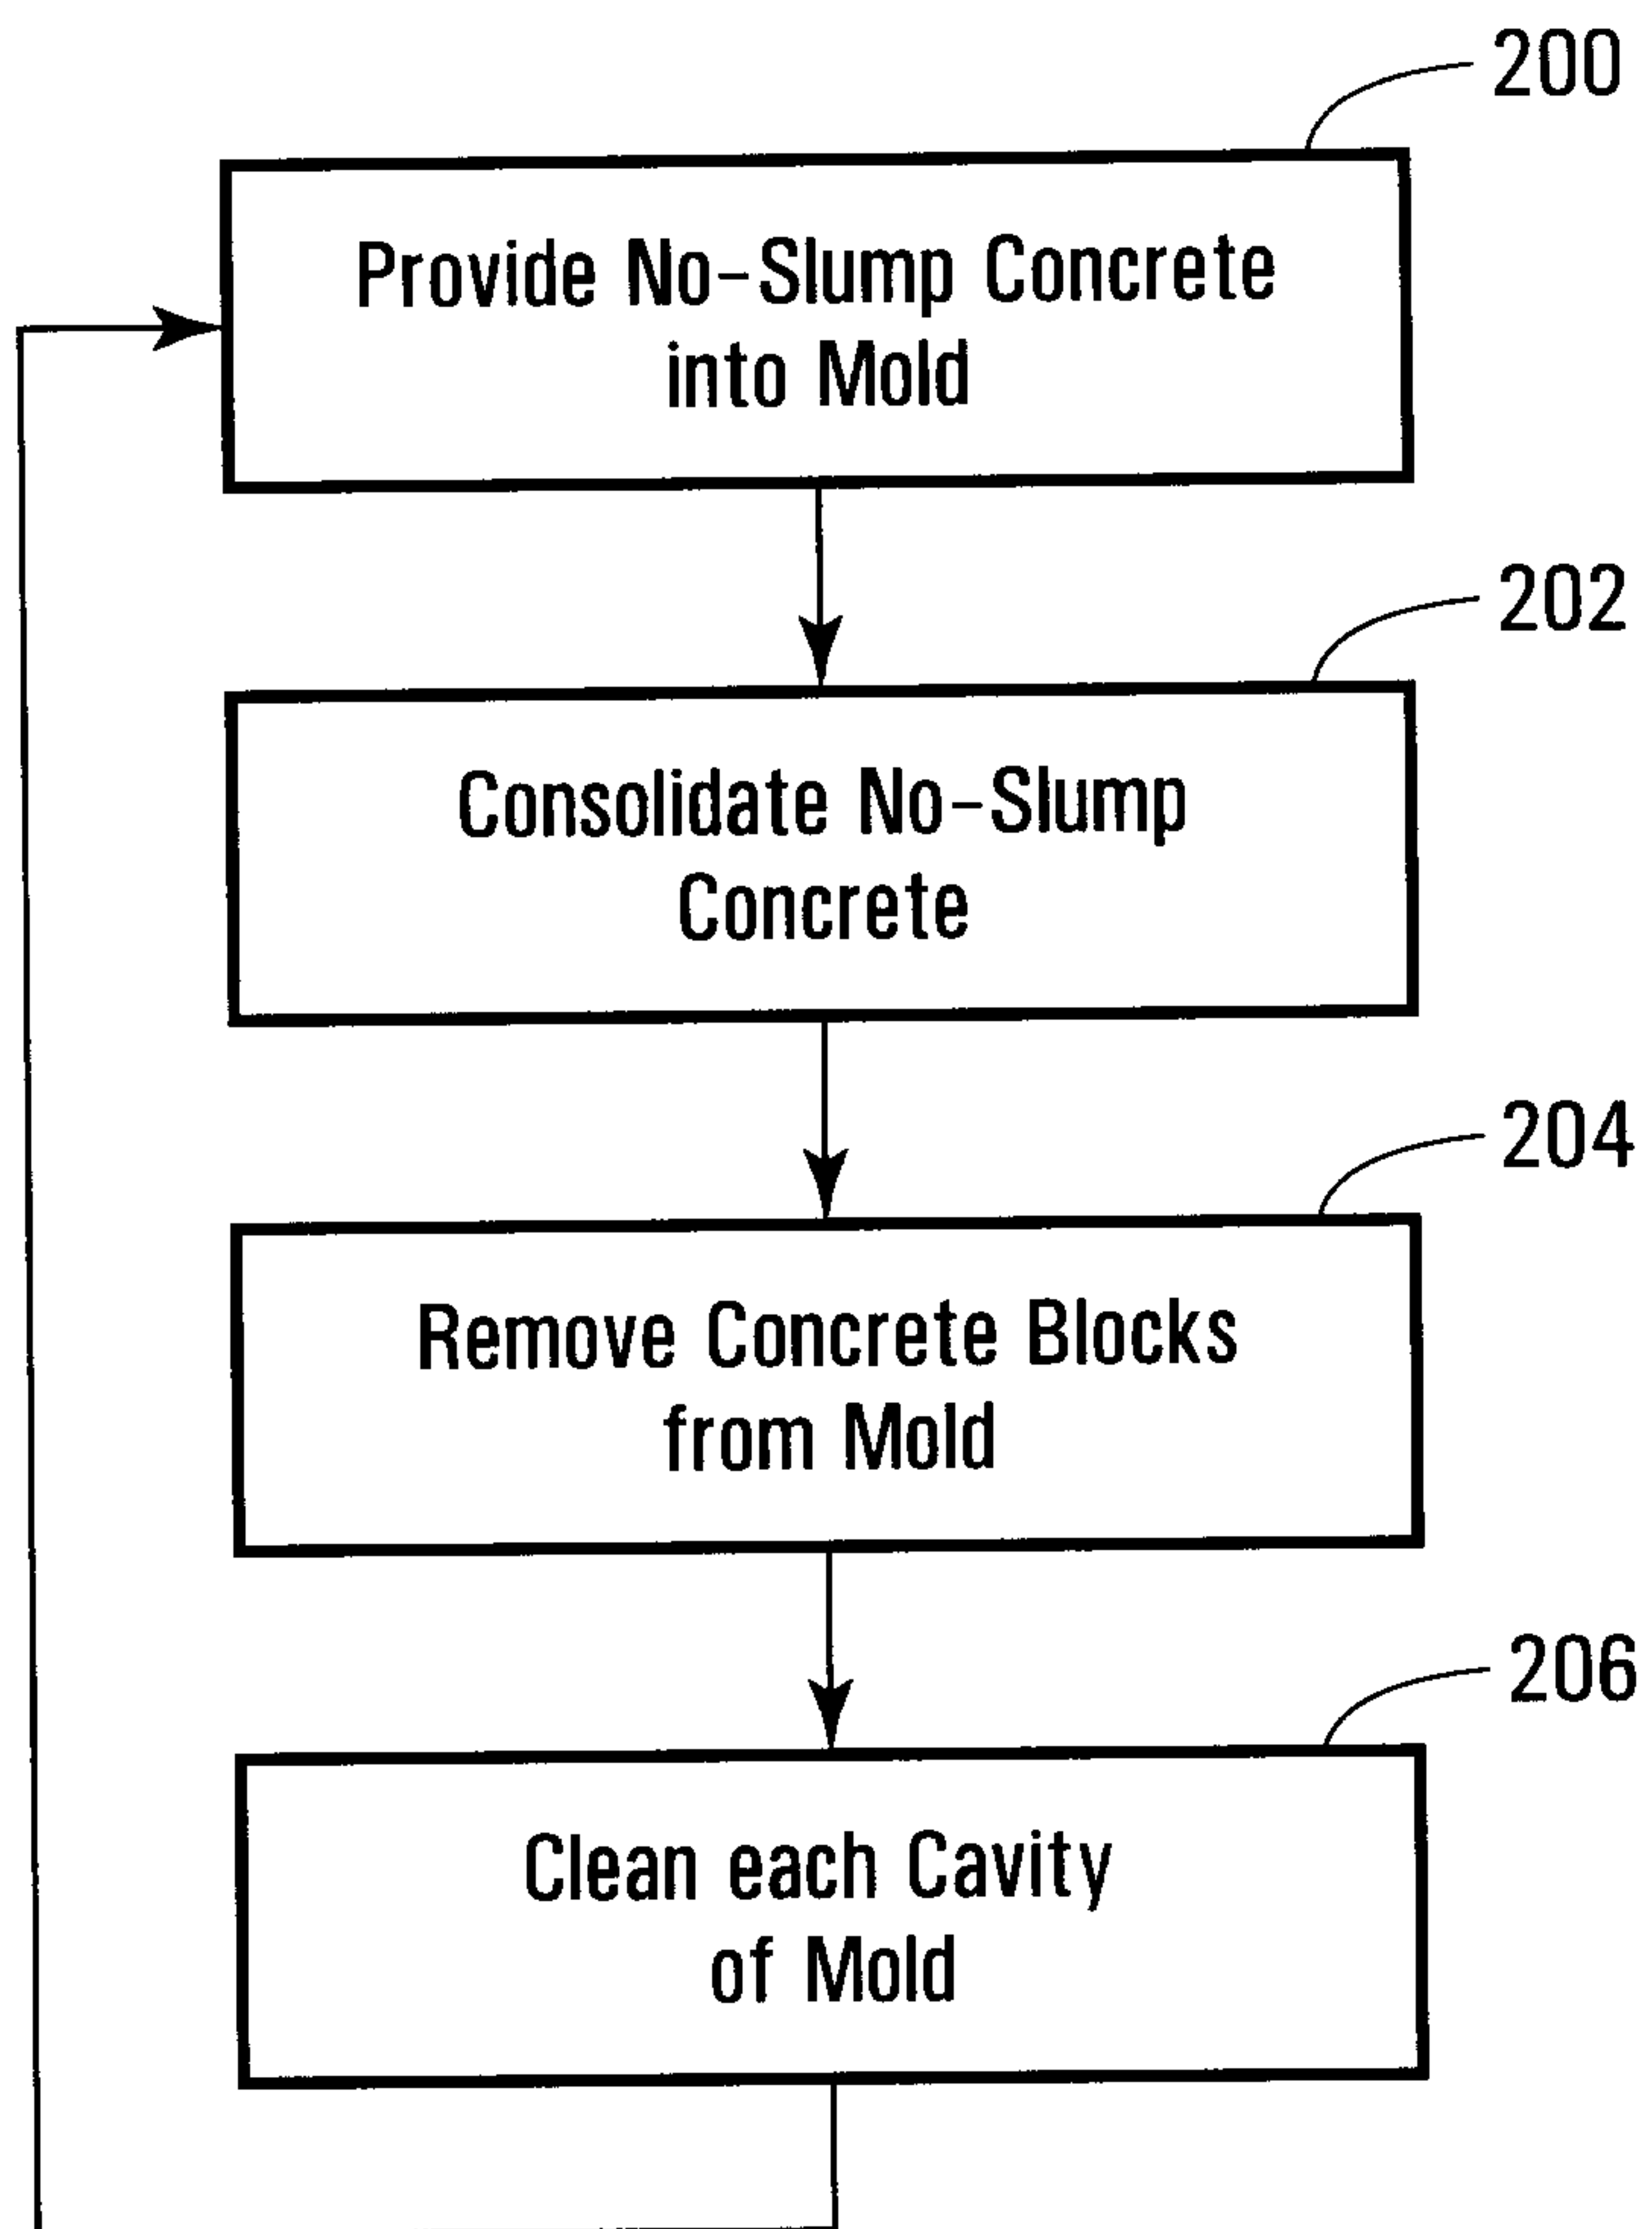 200
Provide No-Slump Concrete
into Mold
202
Consolidate No-Slump
Concrete
204
Remove Concrete Blocks
from Mold
206
Clean each Cavity
of Mold